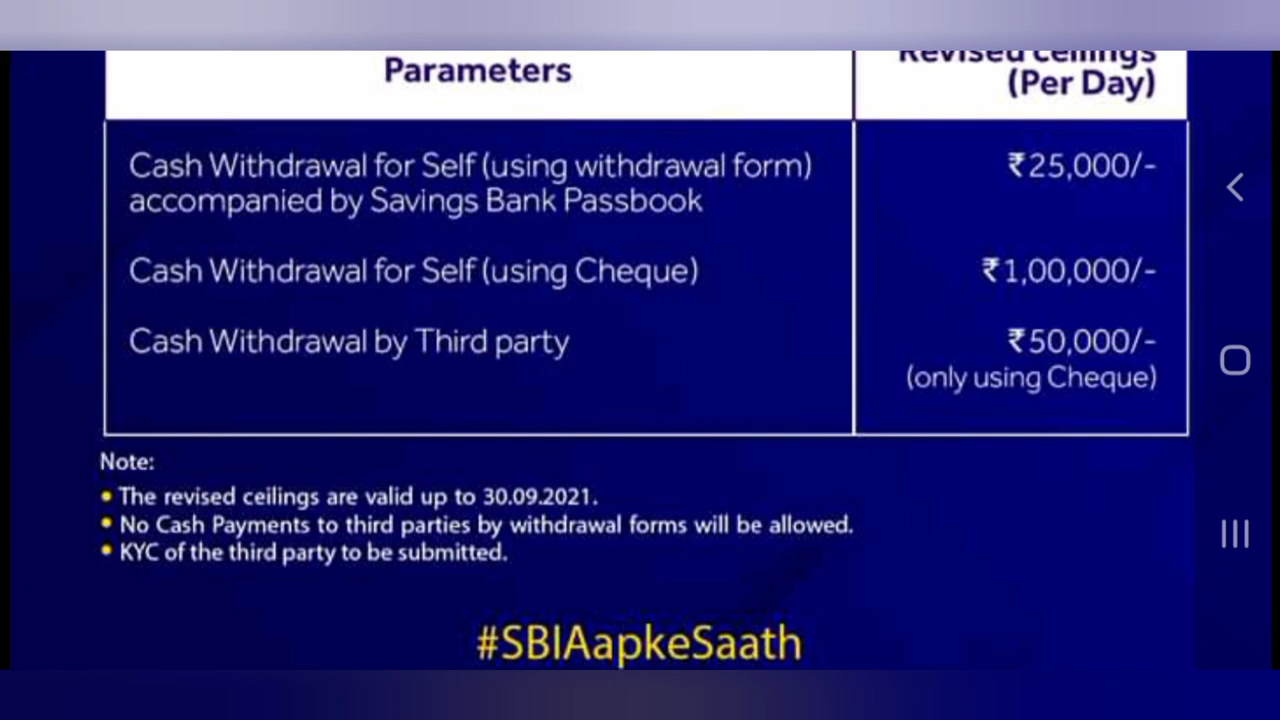 Parameters
Revised Ceilings
(Per Day)
Cash Withdrawal for Self (using withdrawal form)
accompanied by Savings Bank Passbook
₹25,000/-
Cash Withdrawal for Self (using Cheque)
₹1,00,000/-
Cash Withdrawal by Third party
₹50,000/-
(only using Cheque)
Note:
• The revised ceilings are valid up to 30.09.2021.
• No Cash Payments to third parties by withdrawal forms will be allowed.
• KYC of the third party to be submitted.
#SBIAapkeSaath